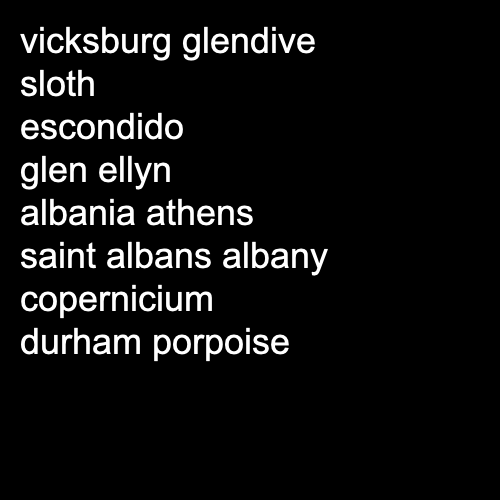 vicksburg glendive
sloth
escondido
glen ellyn
albania athens
saint albans albany
copernicium
durham porpoise